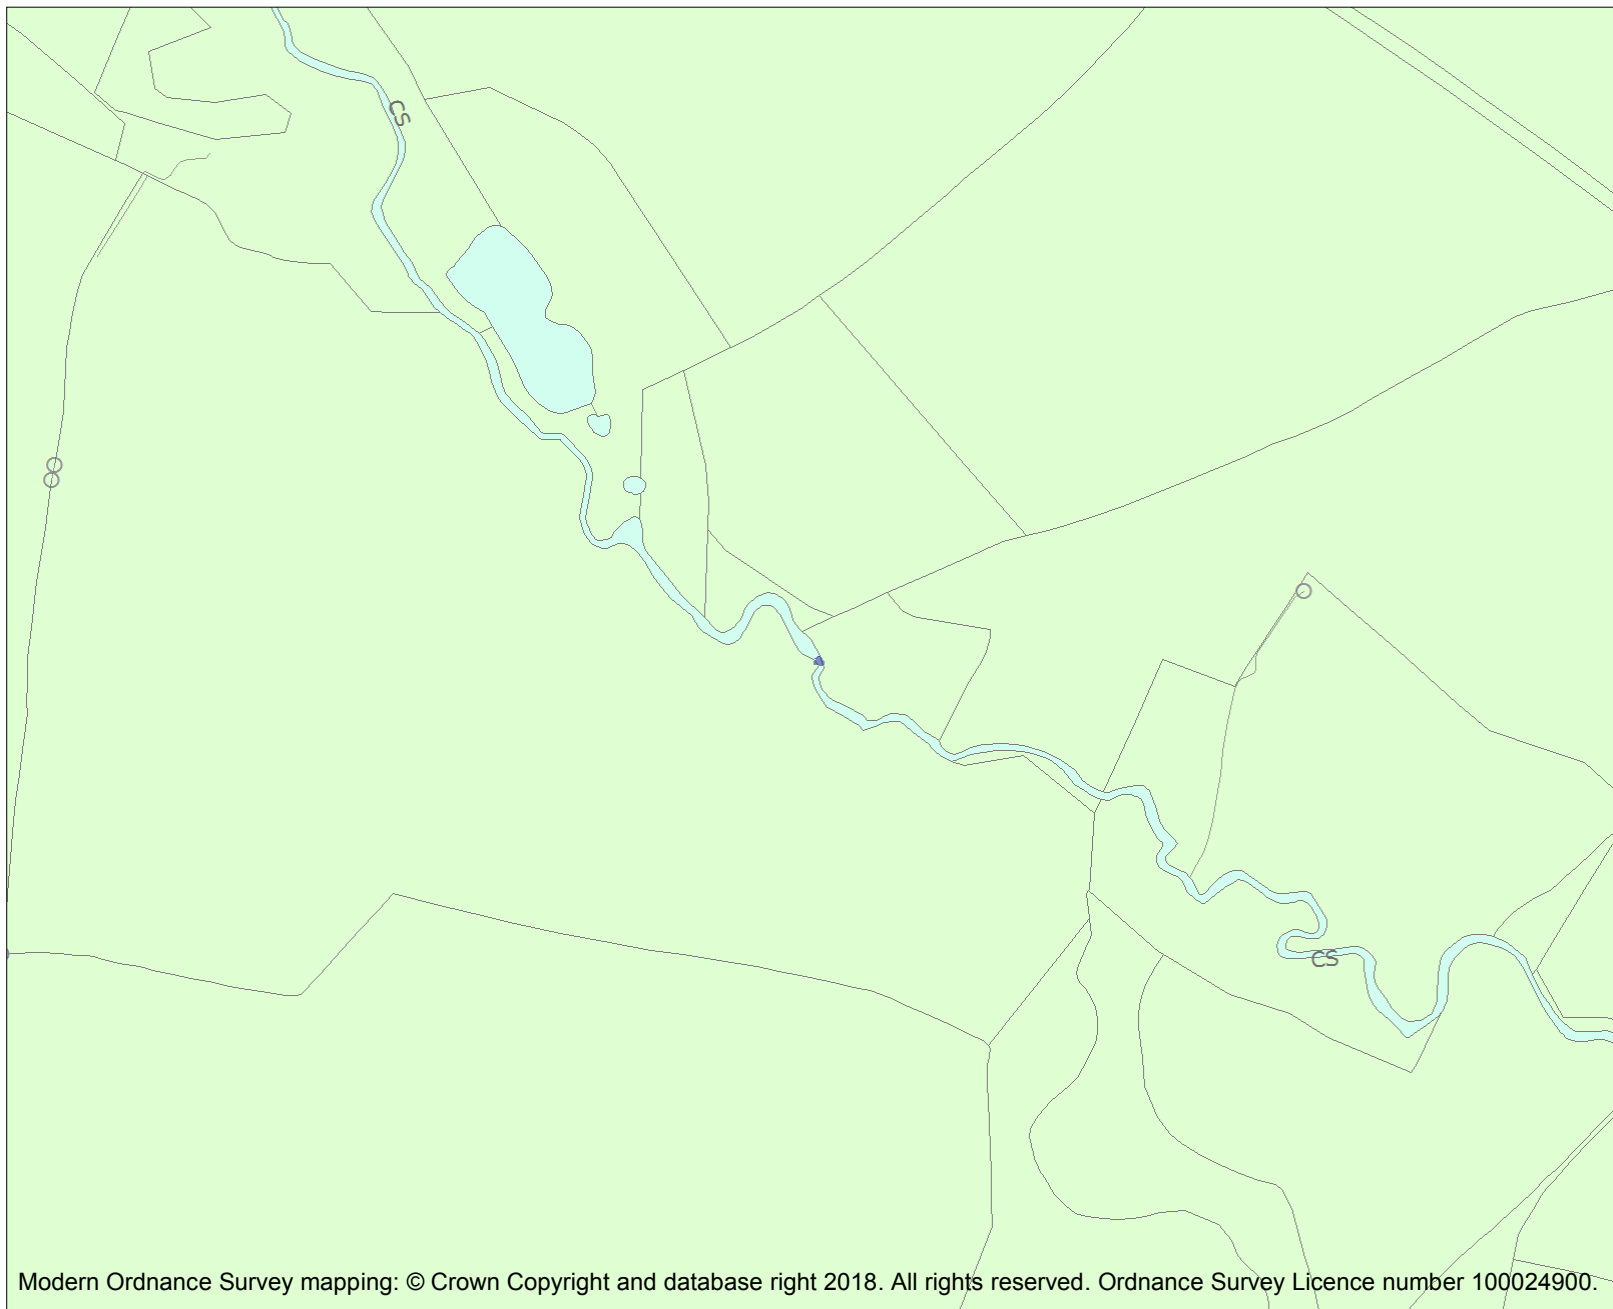 CS
CS
Modern Ordnance Survey mapping: © Crown Copyright and database right 2018. All rights reserved. Ordnance Survey Licence number 100024900.